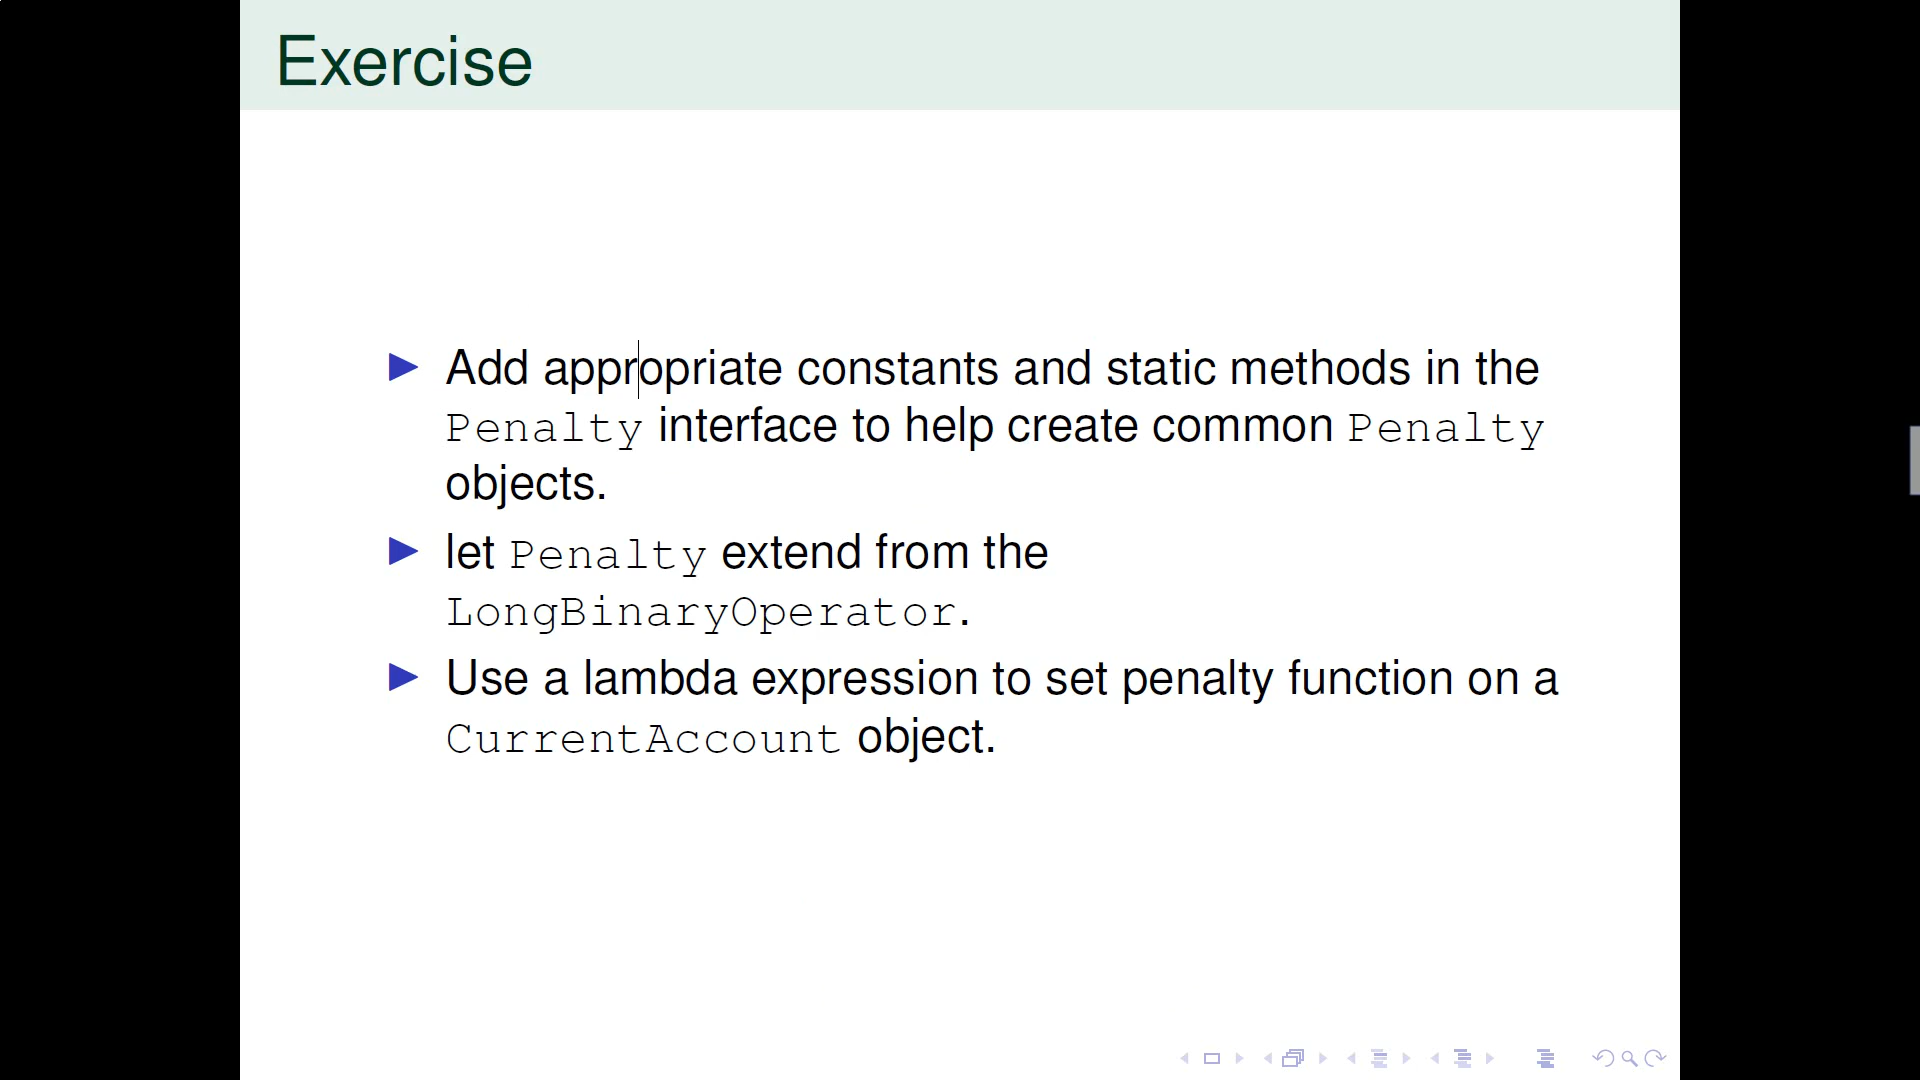 Exercise
Add appropriate constants and static methods in the
Penalty interface to help create common Penalty
objects.
let Penalty extend from the
LongBinaryOperator.
Use a lambda expression to set penalty function on a
CurrentAccount object.